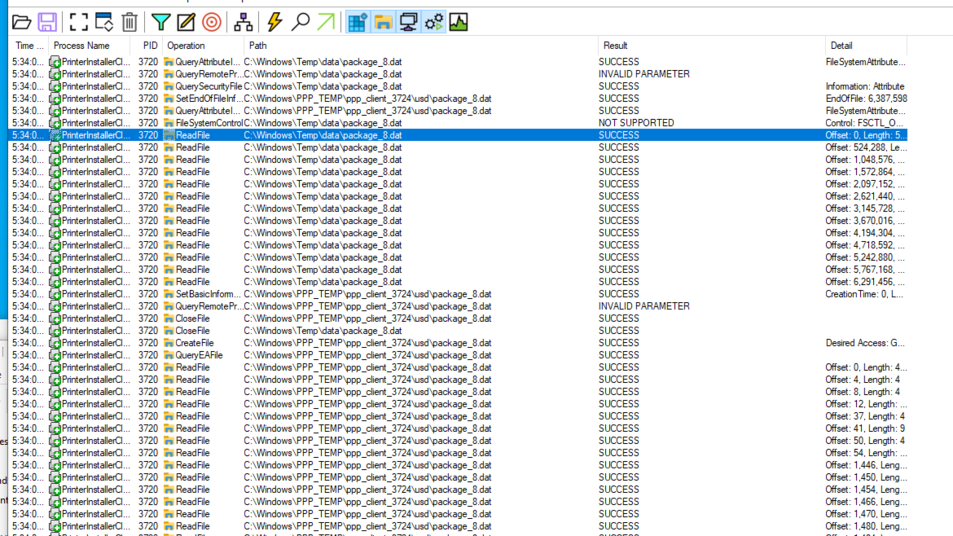 Time ... Process Name PID Operation Path Result Detail
5:34:0... PrinterInstallerCl... 3720 QueryAttributeI... C:\Windows\Temp\data\package_8.dat SUCCESS FileSystemAttribute...
5:34:0... PrinterInstallerCl... 3720 QueryRemotePr... C:\Windows\Temp\data\package_8.dat INVALID PARAMETER
5:34:0... PrinterInstallerCl... 3720 QuerySecurityFile C:\Windows\Temp\data\package_8.dat SUCCESS Information: Attribute
5:34:0... PrinterInstallerCl... 3720 SetEndOfFileInf... C:\Windows\PPP_TEMP\ppp_client_3724\usd\package_8.dat SUCCESS EndOfFile: 6,387,598
5:34:0... PrinterInstallerCl... 3720 QueryAttributeI... C:\Windows\PPP_TEMP\ppp_client_3724\usd\package_8.dat SUCCESS FileSystemAttribute...
5:34:0... PrinterInstallerCl... 3720 FileSystemControl C:\Windows\Temp\data\package_8.dat NOT SUPPORTED Control: FSCTL_O...
5:34:0... PrinterInstallerCl... 3720 ReadFile C:\Windows\Temp\data\package_8.dat SUCCESS Offset: 0, Length: 5...
5:34:0... PrinterInstallerCl... 3720 ReadFile C:\Windows\Temp\data\package_8.dat SUCCESS Offset: 524,288, Le...
5:34:0... PrinterInstallerCl... 3720 ReadFile C:\Windows\Temp\data\package_8.dat SUCCESS Offset: 1,048,576, ...
5:34:0... PrinterInstallerCl... 3720 ReadFile C:\Windows\Temp\data\package_8.dat SUCCESS Offset: 1,572,864, ...
5:34:0... PrinterInstallerCl... 3720 ReadFile C:\Windows\Temp\data\package_8.dat SUCCESS Offset: 2,097,152, ...
5:34:0... PrinterInstallerCl... 3720 ReadFile C:\Windows\Temp\data\package_8.dat SUCCESS Offset: 2,621,440, ...
5:34:0... PrinterInstallerCl... 3720 ReadFile C:\Windows\Temp\data\package_8.dat SUCCESS Offset: 3,145,728, ...
5:34:0... PrinterInstallerCl... 3720 ReadFile C:\Windows\Temp\data\package_8.dat SUCCESS Offset: 3,670,016, ...
5:34:0... PrinterInstallerCl... 3720 ReadFile C:\Windows\Temp\data\package_8.dat SUCCESS Offset: 4,194,304, ...
5:34:0... PrinterInstallerCl... 3720 ReadFile C:\Windows\Temp\data\package_8.dat SUCCESS Offset: 4,718,592, ...
5:34:0... PrinterInstallerCl... 3720 ReadFile C:\Windows\Temp\data\package_8.dat SUCCESS Offset: 5,242,880, ...
5:34:0... PrinterInstallerCl... 3720 ReadFile C:\Windows\Temp\data\package_8.dat SUCCESS Offset: 5,767,168, ...
5:34:0... PrinterInstallerCl... 3720 ReadFile C:\Windows\Temp\data\package_8.dat SUCCESS Offset: 6,291,456, ...
5:34:0... PrinterInstallerCl... 3720 SetBasicInform... C:\Windows\PPP_TEMP\ppp_client_3724\usd\package_8.dat SUCCESS CreationTime: 0, L...
5:34:0... PrinterInstallerCl... 3720 QueryRemotePr... C:\Windows\PPP_TEMP\ppp_client_3724\usd\package_8.dat INVALID PARAMETER
5:34:0... PrinterInstallerCl... 3720 CloseFile C:\Windows\PPP_TEMP\ppp_client_3724\usd\package_8.dat SUCCESS
5:34:0... PrinterInstallerCl... 3720 CloseFile C:\Windows\Temp\data\package_8.dat SUCCESS
5:34:0... PrinterInstallerCl... 3720 CreateFile C:\Windows\PPP_TEMP\ppp_client_3724\usd\package_8.dat SUCCESS Desired Access: G...
5:34:0... PrinterInstallerCl... 3720 QueryEAFile C:\Windows\PPP_TEMP\ppp_client_3724\usd\package_8.dat SUCCESS
5:34:0... PrinterInstallerCl... 3720 ReadFile C:\Windows\PPP_TEMP\ppp_client_3724\usd\package_8.dat SUCCESS Offset: 0, Length: 4...
5:34:0... PrinterInstallerCl... 3720 ReadFile C:\Windows\PPP_TEMP\ppp_client_3724\usd\package_8.dat SUCCESS Offset: 4, Length: 4
5:34:0... PrinterInstallerCl... 3720 ReadFile C:\Windows\PPP_TEMP\ppp_client_3724\usd\package_8.dat SUCCESS Offset: 8, Length: 4
5:34:0... PrinterInstallerCl... 3720 ReadFile C:\Windows\PPP_TEMP\ppp_client_3724\usd\package_8.dat SUCCESS Offset: 12, Length: ...
5:34:0... PrinterInstallerCl... 3720 ReadFile C:\Windows\PPP_TEMP\ppp_client_3724\usd\package_8.dat SUCCESS Offset: 37, Length: 4
5:34:0... PrinterInstallerCl... 3720 ReadFile C:\Windows\PPP_TEMP\ppp_client_3724\usd\package_8.dat SUCCESS Offset: 41, Length: 9
5:34:0... PrinterInstallerCl... 3720 ReadFile C:\Windows\PPP_TEMP\ppp_client_3724\usd\package_8.dat SUCCESS Offset: 50, Length: 4
5:34:0... PrinterInstallerCl... 3720 ReadFile C:\Windows\PPP_TEMP\ppp_client_3724\usd\package_8.dat SUCCESS Offset: 54, Length: ...
5:34:0... PrinterInstallerCl... 3720 ReadFile C:\Windows\PPP_TEMP\ppp_client_3724\usd\package_8.dat SUCCESS Offset: 1,446, Leng...
5:34:0... PrinterInstallerCl... 3720 ReadFile C:\Windows\PPP_TEMP\ppp_client_3724\usd\package_8.dat SUCCESS Offset: 1,450, Leng...
5:34:0... PrinterInstallerCl... 3720 ReadFile C:\Windows\PPP_TEMP\ppp_client_3724\usd\package_8.dat SUCCESS Offset: 1,454, Leng...
5:34:0... PrinterInstallerCl... 3720 ReadFile C:\Windows\PPP_TEMP\ppp_client_3724\usd\package_8.dat SUCCESS Offset: 1,466, Leng...
5:34:0... PrinterInstallerCl... 3720 ReadFile C:\Windows\PPP_TEMP\ppp_client_3724\usd\package_8.dat SUCCESS Offset: 1,470, Leng...
5:34:0... PrinterInstallerCl... 3720 ReadFile C:\Windows\PPP_TEMP\ppp_client_3724\usd\package_8.dat SUCCESS Offset: 1,480, Leng...